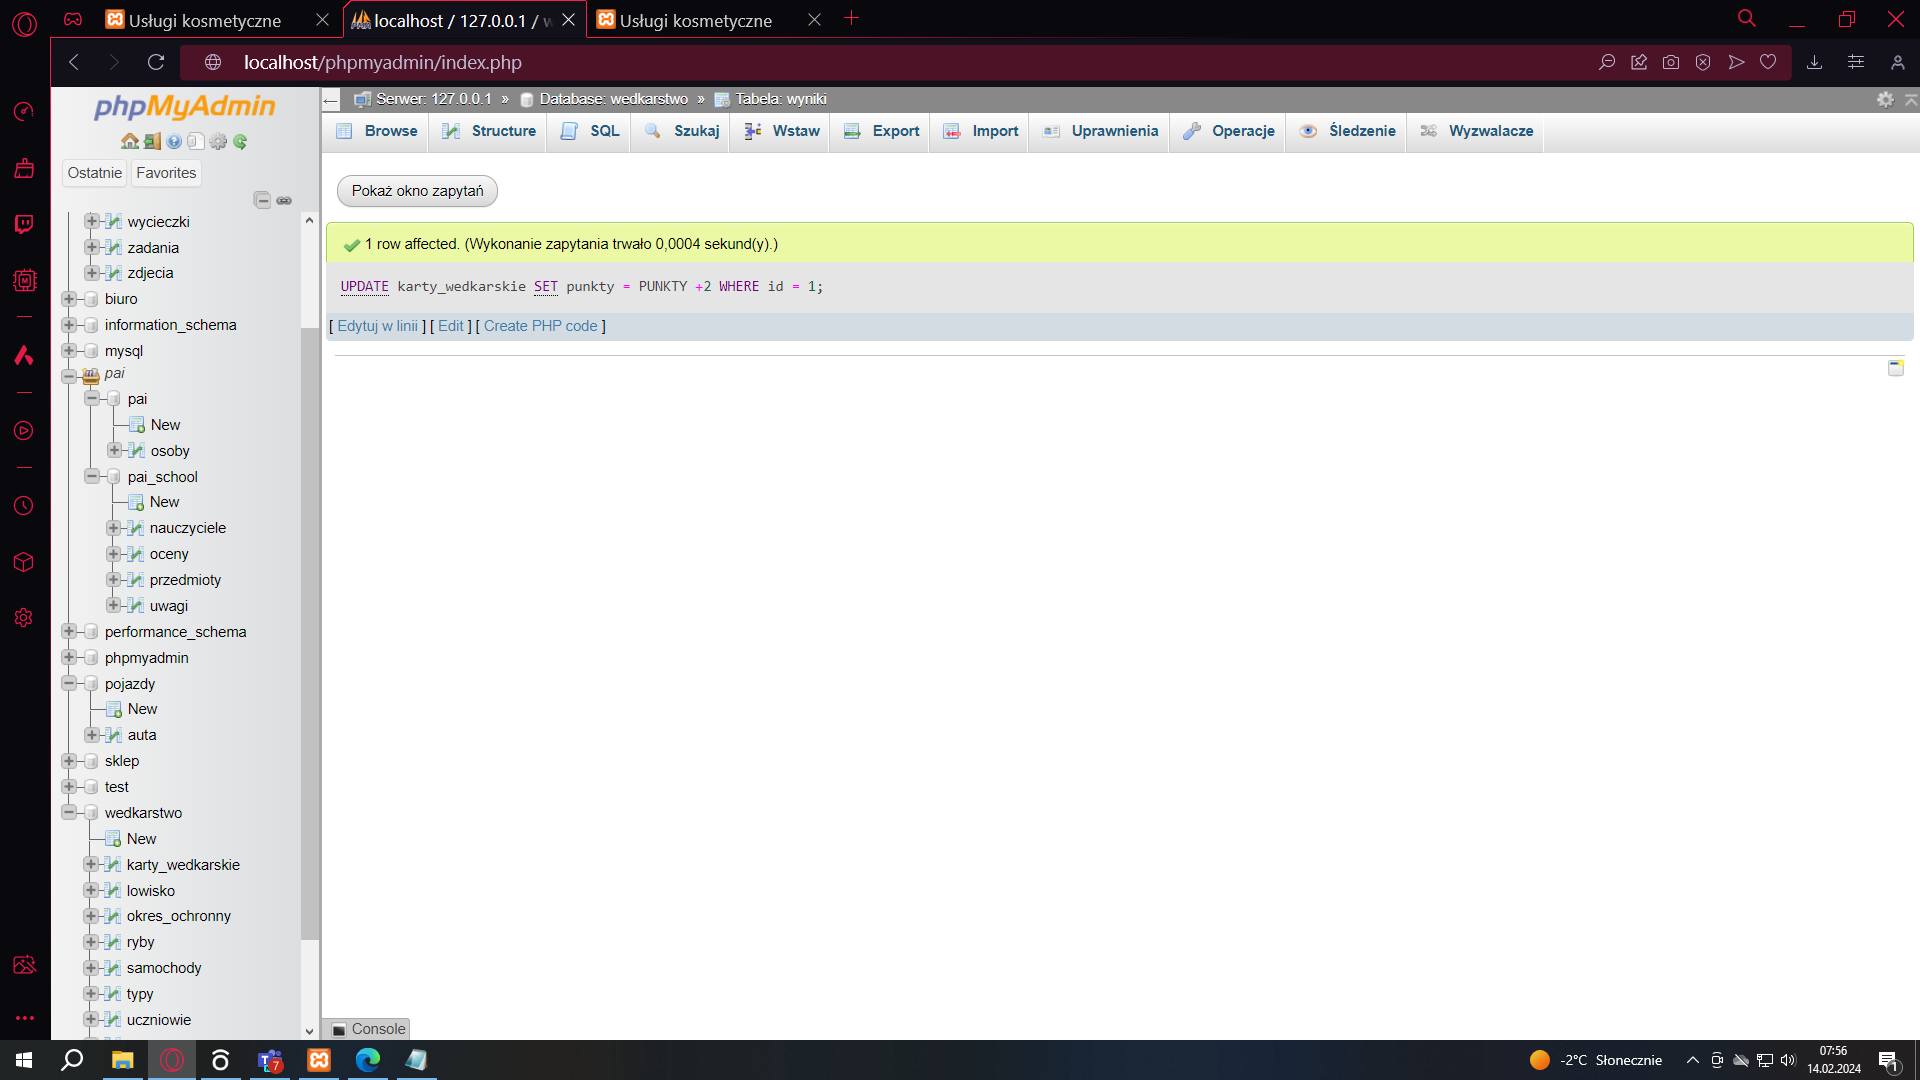 Usługi kosmetyczne
localhost / 127.0.0.1 / w
Usługi kosmetyczne
localhost/phpmyadmin/index.php
phpMyAdmin
Ostatnie Favorites
wycieczki
zadania
zdjecia
biuro
information_schema
mysql
pai
pai
New
osoby
pai_school
New
nauczyciele
oceny
przedmioty
uwagi
performance_schema
phpmyadmin
pojazdy
New
auta
sklep
test
wedkarstwo
New
karty_wedkarskie
lowisko
okres_ochronny
ryby
samochody
typy
uczniowie
Serwer: 127.0.0.1 » Database: wedkarstwo » Tabela: wyniki
Browse Structure SQL Szukaj Wstaw Export Import Uprawnienia Operacje Śledzenie Wyzwalacze
Pokaż okno zapytań
1 row affected. (Wykonanie zapytania trwało 0,0004 sekund(y).)
UPDATE karty_wedkarskie SET punkty = PUNKTY +2 WHERE id = 1;
[ Edytuj w linii ] [ Edit ] [ Create PHP code ]
Console
7
-2°C Słonecznie
07:56
14.02.2024
1